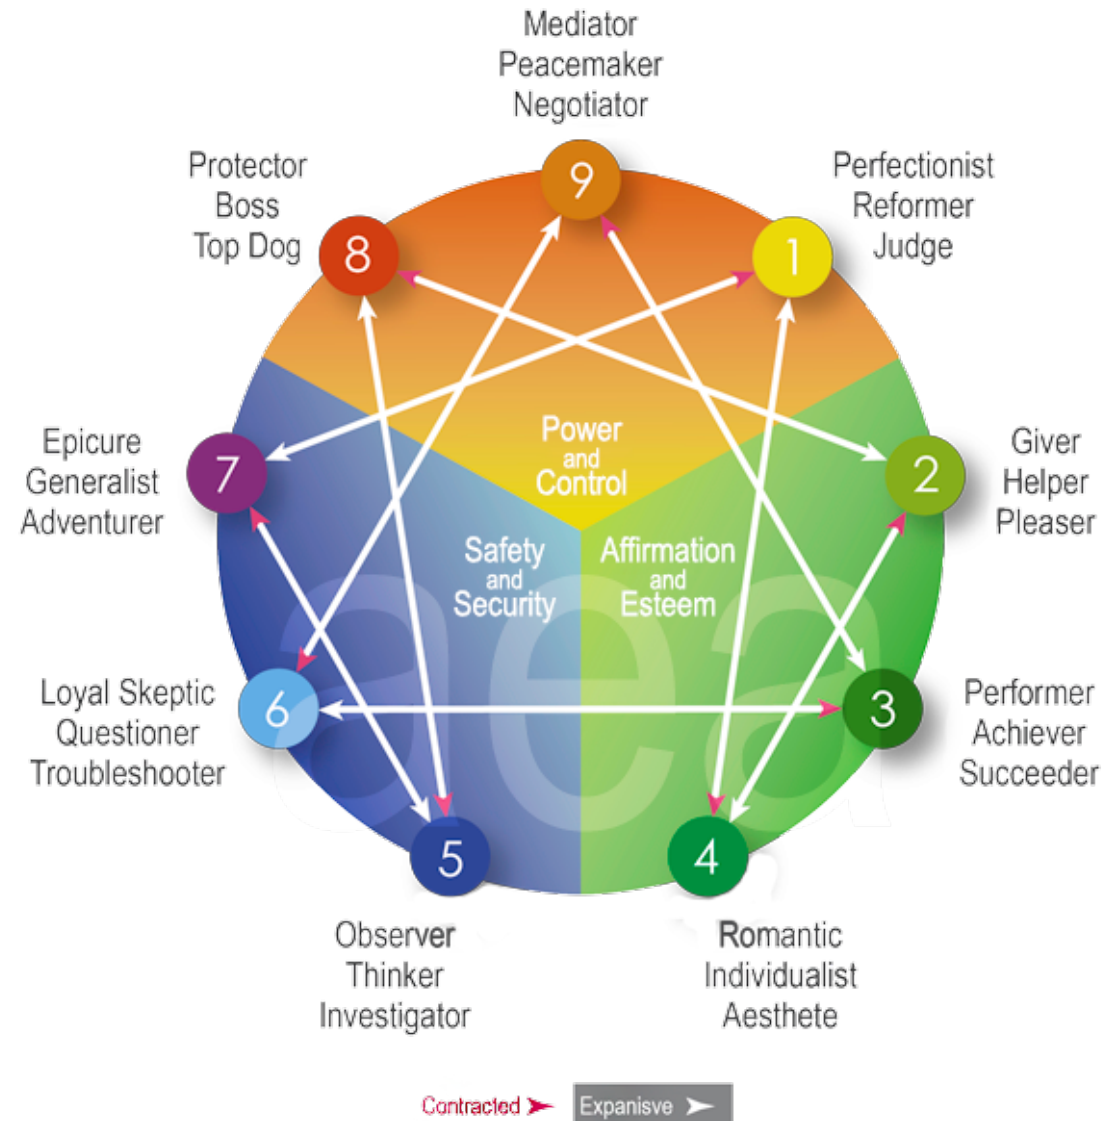 Mediator
Peacemaker
Negotiator
9
Protector
Boss
Top Dog
8
Perfectionist
Reformer
Judge
1
Power
and
Control
Epicure
Generalist
Adventurer
7
Giver
Helper
Pleaser
2
Safety
and
Security
Affirmation
and
Esteem
aea
Loyal Skeptic
Questioner
Troubleshooter
6
Performer
Achiever
Succeeder
3
5
Observer
Thinker
Investigator
4
Romantic
Individualist
Aesthete
Contracted
Expanisve